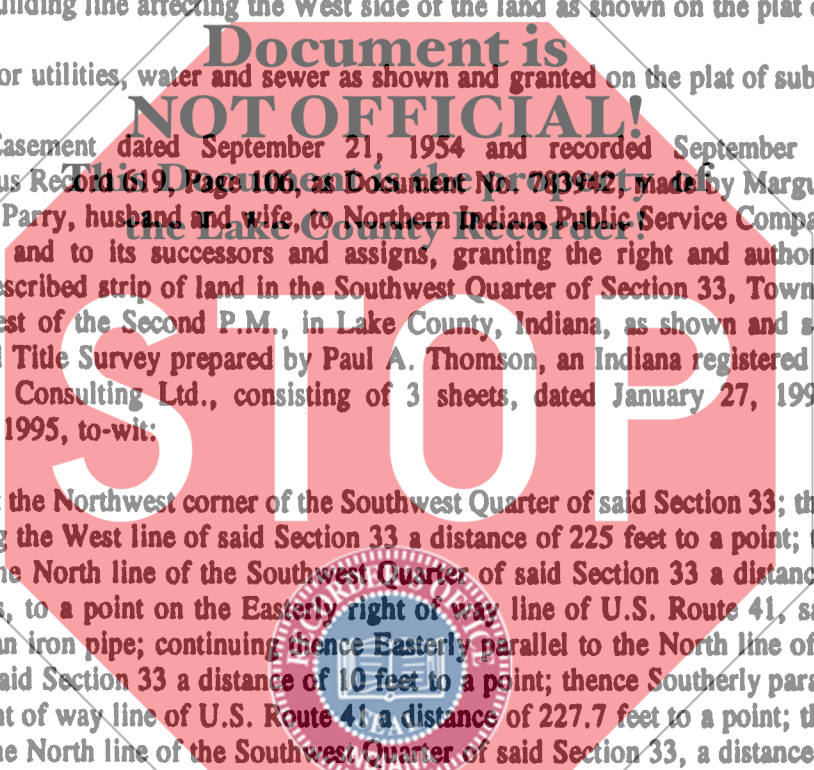 uilding line affecting the West side of the land as shown on the plat
Document is
or utilities, water and sewer as shown and granted on the plat of sub
NOT OFFICIAL!
Easement dated September 21, 1954 and recorded September
us Record 619, Page 106, as Document No. 783942, made by Margu
This Document is the property of
Parry, husband and wife, to Northern Indiana Public Service Compa
the Lake County Recorder!
and to its successors and assigns, granting the right and author
escribed strip of land in the Southwest Quarter of Section 33, Town
est of the Second P.M., in Lake County, Indiana, as shown and s
Title Survey prepared by Paul A. Thomson, an Indiana registered
Consulting Ltd., consisting of 3 sheets, dated January 27, 199
1995, to-wit:
STOP
the Northwest corner of the Southwest Quarter of said Section 33; th
g the West line of said Section 33 a distance of 225 feet to a point; t
he North line of the Southwest Quarter of said Section 33 a distanc
s, to a point on the Easterly right of way line of U.S. Route 41, sa
an iron pipe; continuing thence Easterly parallel to the North line of
aid Section 33 a distance of 10 feet to a point; thence Southerly para
ht of way line of U.S. Route 41 a distance of 227.7 feet to a point; th
he North line of the Southwest Quarter of said Section 33, a distance
SEAL